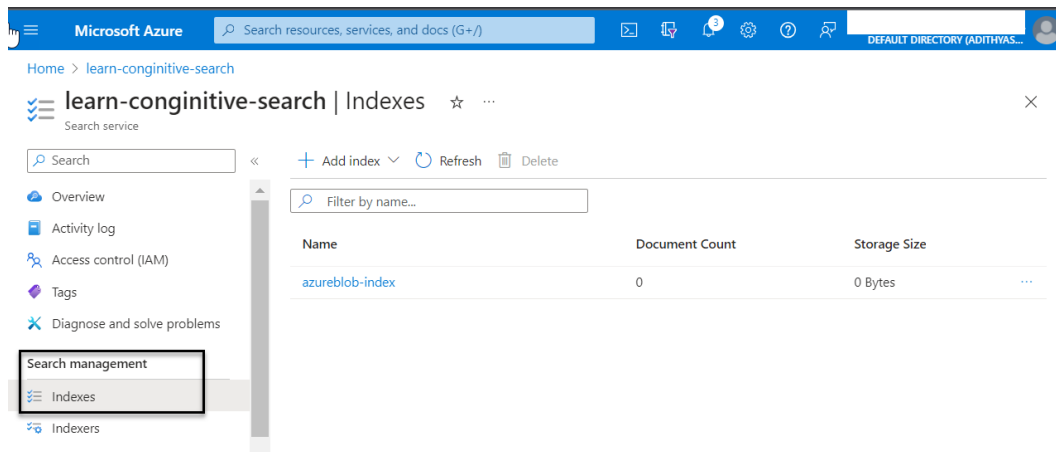 Microsoft Azure
Search resources, services, and docs (G+/)
3
DEFAULT DIRECTORY (ADITHYAS...
Home > learn-conginitive-search
learn-conginitive-search | Indexes ☆ ...
Search service
Search «
Add index Refresh Delete
Overview
Activity log
Access control (IAM)
Tags
Diagnose and solve problems
Search management
Indexes
Indexers
Filter by name...
Name Document Count Storage Size
azureblob-index 0 0 Bytes ...